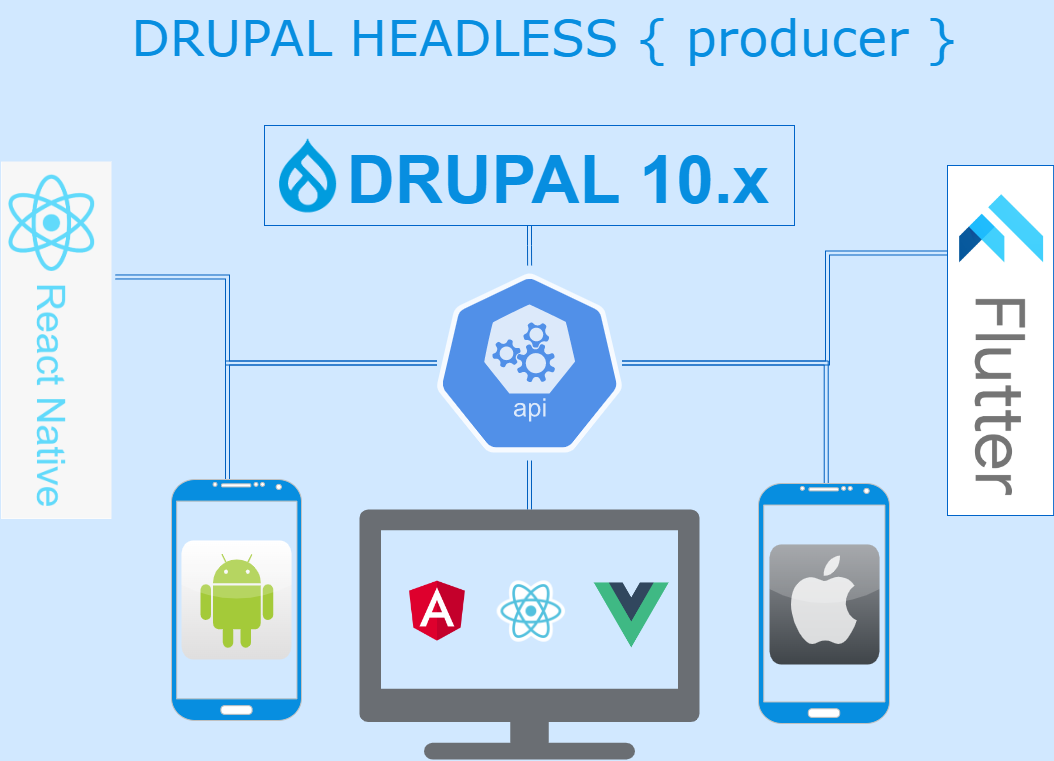 DRUPAL HEADLESS { producer }
DRUPAL 10.x
React Native
Flutter
api
A